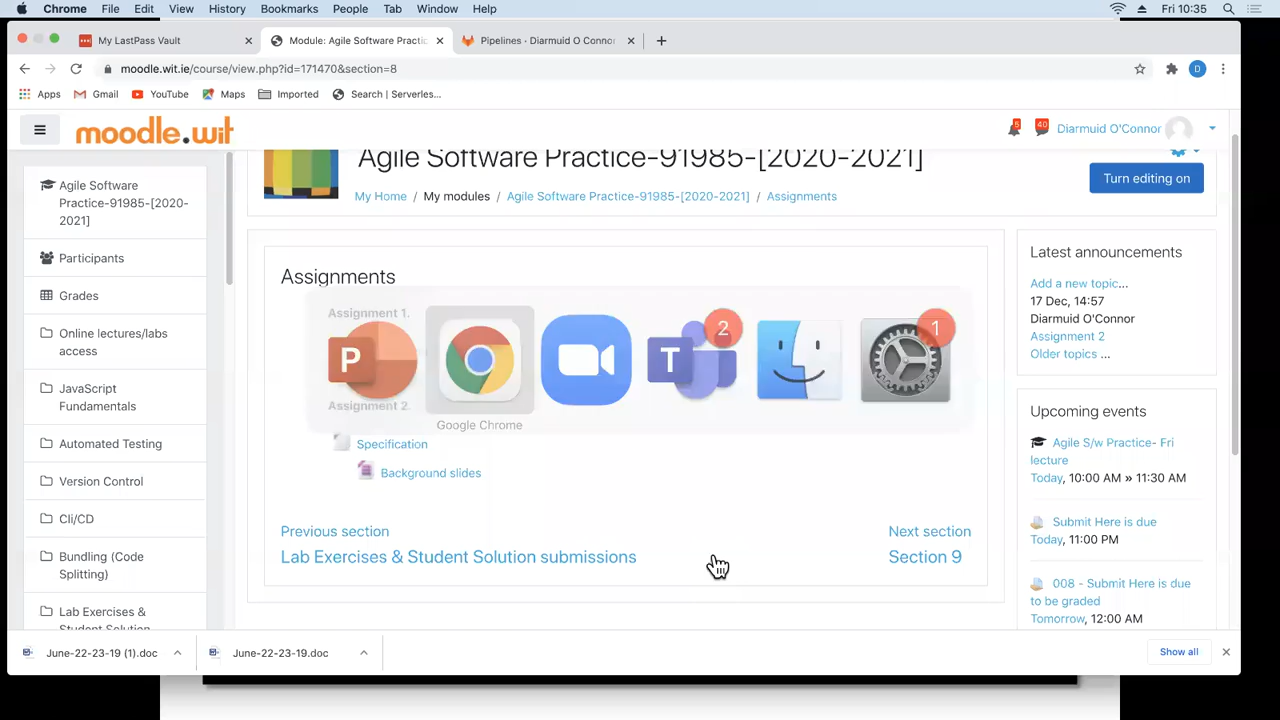 Chrome File Edit View History Bookmarks People Tab Window Help Fri 10:35
My LastPass Vault Module: Agile Software Practic Pipelines - Diarmuid O Connor
moodle.wit.ie/course/view.php?id=171470&section=8 D
Apps Gmail YouTube Maps Imported Search | Serverles...
moodle.wit 5 40 Diarmuid O'Connor
Agile Software Practice-91985-[2020-2021]
Turn editing on
My Home / My modules / Agile Software Practice-91985-[2020-2021] / Assignments
Agile Software
Practice-91985-[2020-
2021]
Participants
Grades
Online lectures/labs
access
JavaScript
Fundamentals
Automated Testing
Version Control
CI/CD
Bundling (Code
Splitting)
Lab Exercises &
Student Solution
Assignments
Assignment 1.
P T 2 1
Assignment 2.
Google Chrome
Specification
Background slides
Previous section
Lab Exercises & Student Solution submissions
Next section
Section 9
Latest announcements
Add a new topic...
17 Dec, 14:57
Diarmuid O'Connor
Assignment 2
Older topics ...
Upcoming events
Agile S/w Practice- Fri
lecture
Today, 10:00 AM » 11:30 AM
Submit Here is due
Today, 11:00 PM
008 - Submit Here is due
to be graded
Tomorrow, 12:00 AM
June-22-23-19 (1).doc June-22-23-19.doc Show all